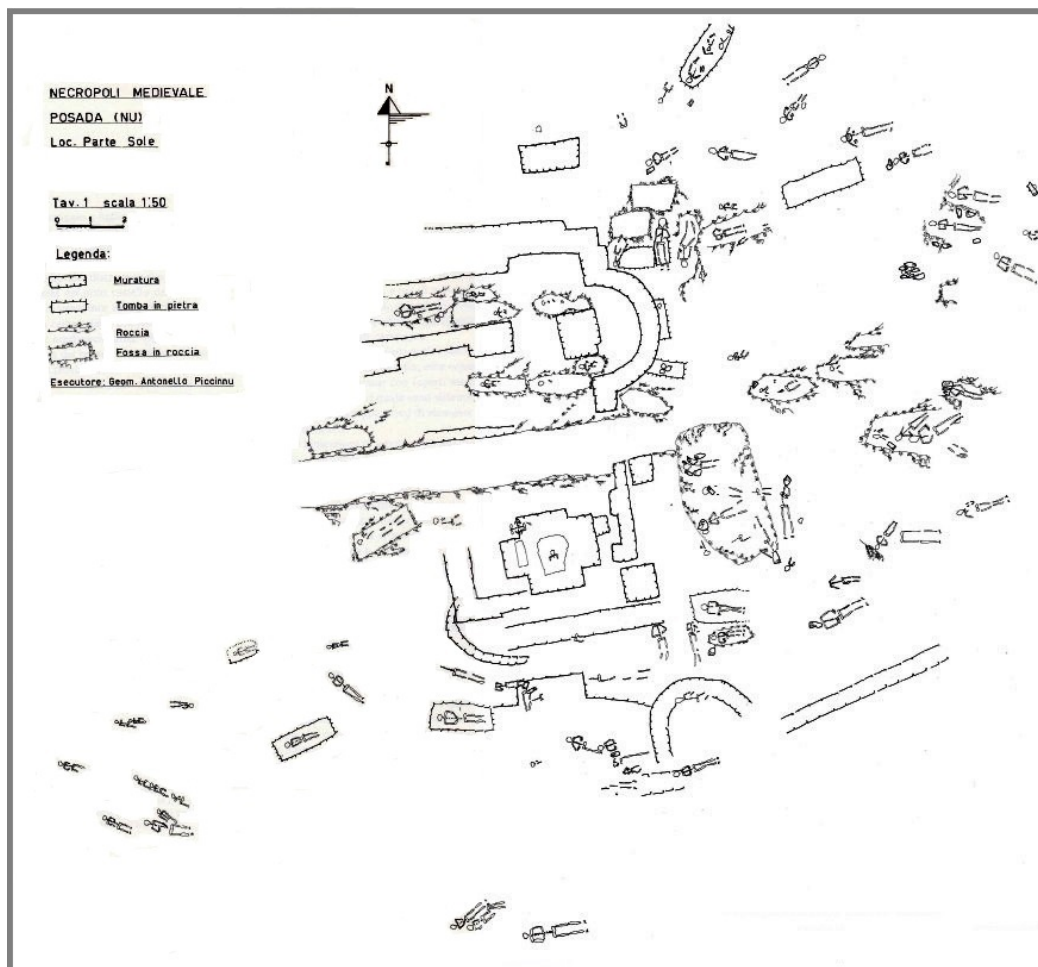 NECROPOLI MEDIEVALE
POSADA (NU)
Loc. Parte Sole
N
Tav. 1 scala 1:50
0 1 2
Legenda:
Muratura
Tomba in pietra
Roccia
Fossa in roccia
Esecutore: Geom. Antonello Piccinnu